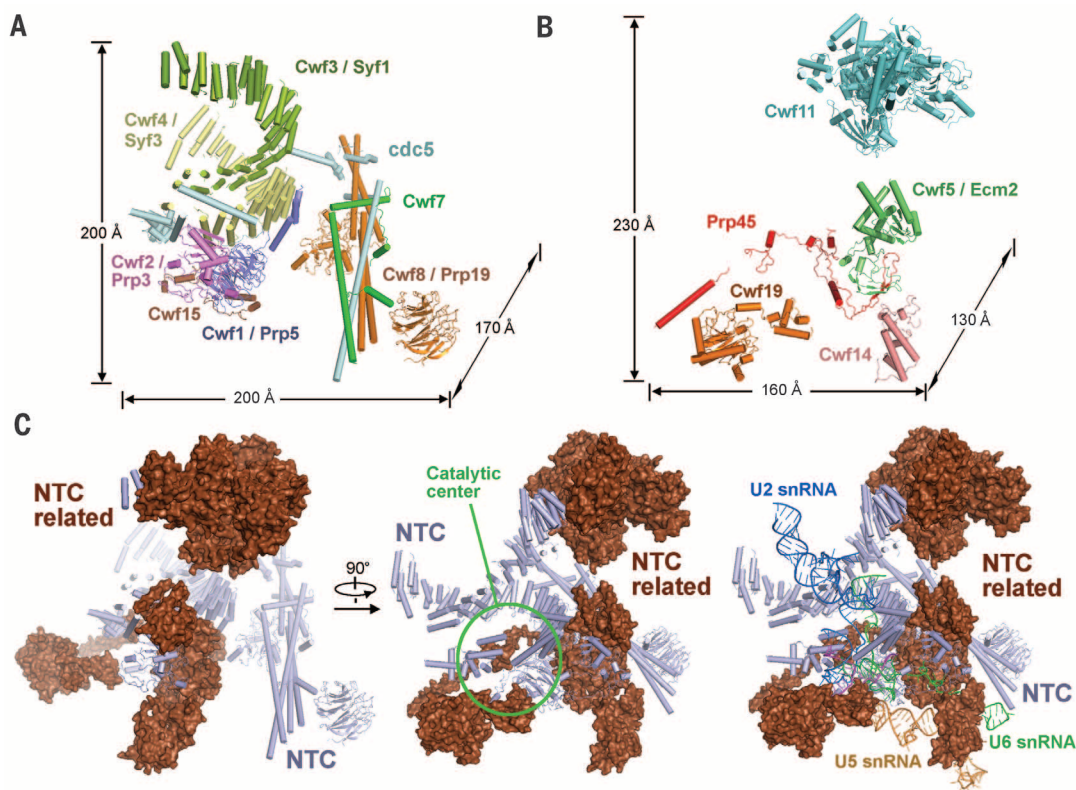 A
Cwf3 / Syf1
Cwf4 /
Syf3
cdc5
Cwf7
200 Å
Cwf2 /
Prp3
Cwf15
Cwf8 / Prp19
Cwf1 / Prp5
170 Å
200 Å
B
Cwf11
Cwf5 / Ecm2
230 Å
Prp45
Cwf19
Cwf14
130 Å
160 Å
C
NTC
related
NTC
90°
Catalytic
center
NTC
NTC
related
U2 snRNA
NTC
related
NTC
U6 snRNA
U5 snRNA